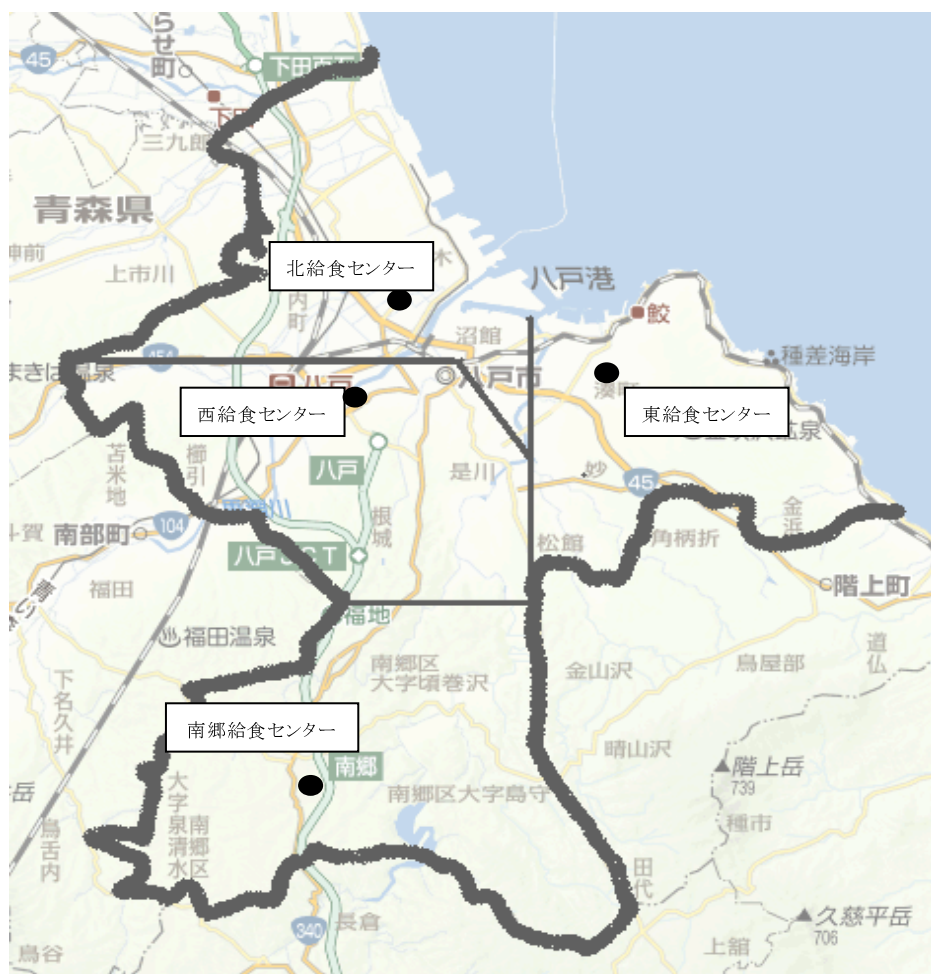 45
らせ町
下田
三九郎
青森県
上市川
北給食センター
木
八戸港
鮫
沼館
種差海岸
八戸市
八戸
湊町
西給食センター
東給食センター
櫛引
苫米地
八戸
是川
妙
45
金浜
104
南部町
根城
八戸JCT
松館
角柄折
福田
福地
階上町
福田温泉
南郷区
大字頃巻沢
金山沢
鳥屋部
道仏
下名久井
南郷給食センター
晴山沢
南郷
階上岳
739
大字泉清水
南郷区
南郷区大字島守
種市
鳥舌内
田代
長倉
340
久慈平岳
706
鳥谷
上舘